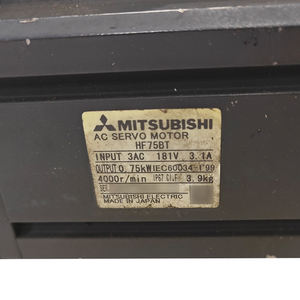 MITSUBISHI
AC SERVO MOTOR
HF75BT
INPUT 3AC 181V 3.1A
OUTPUT 0.75kW IEC60034-1'99
4000r/min IP67 Cl.F 3.9kg
SER.
MITSUBISHI ELECTRIC
MADE IN JAPAN